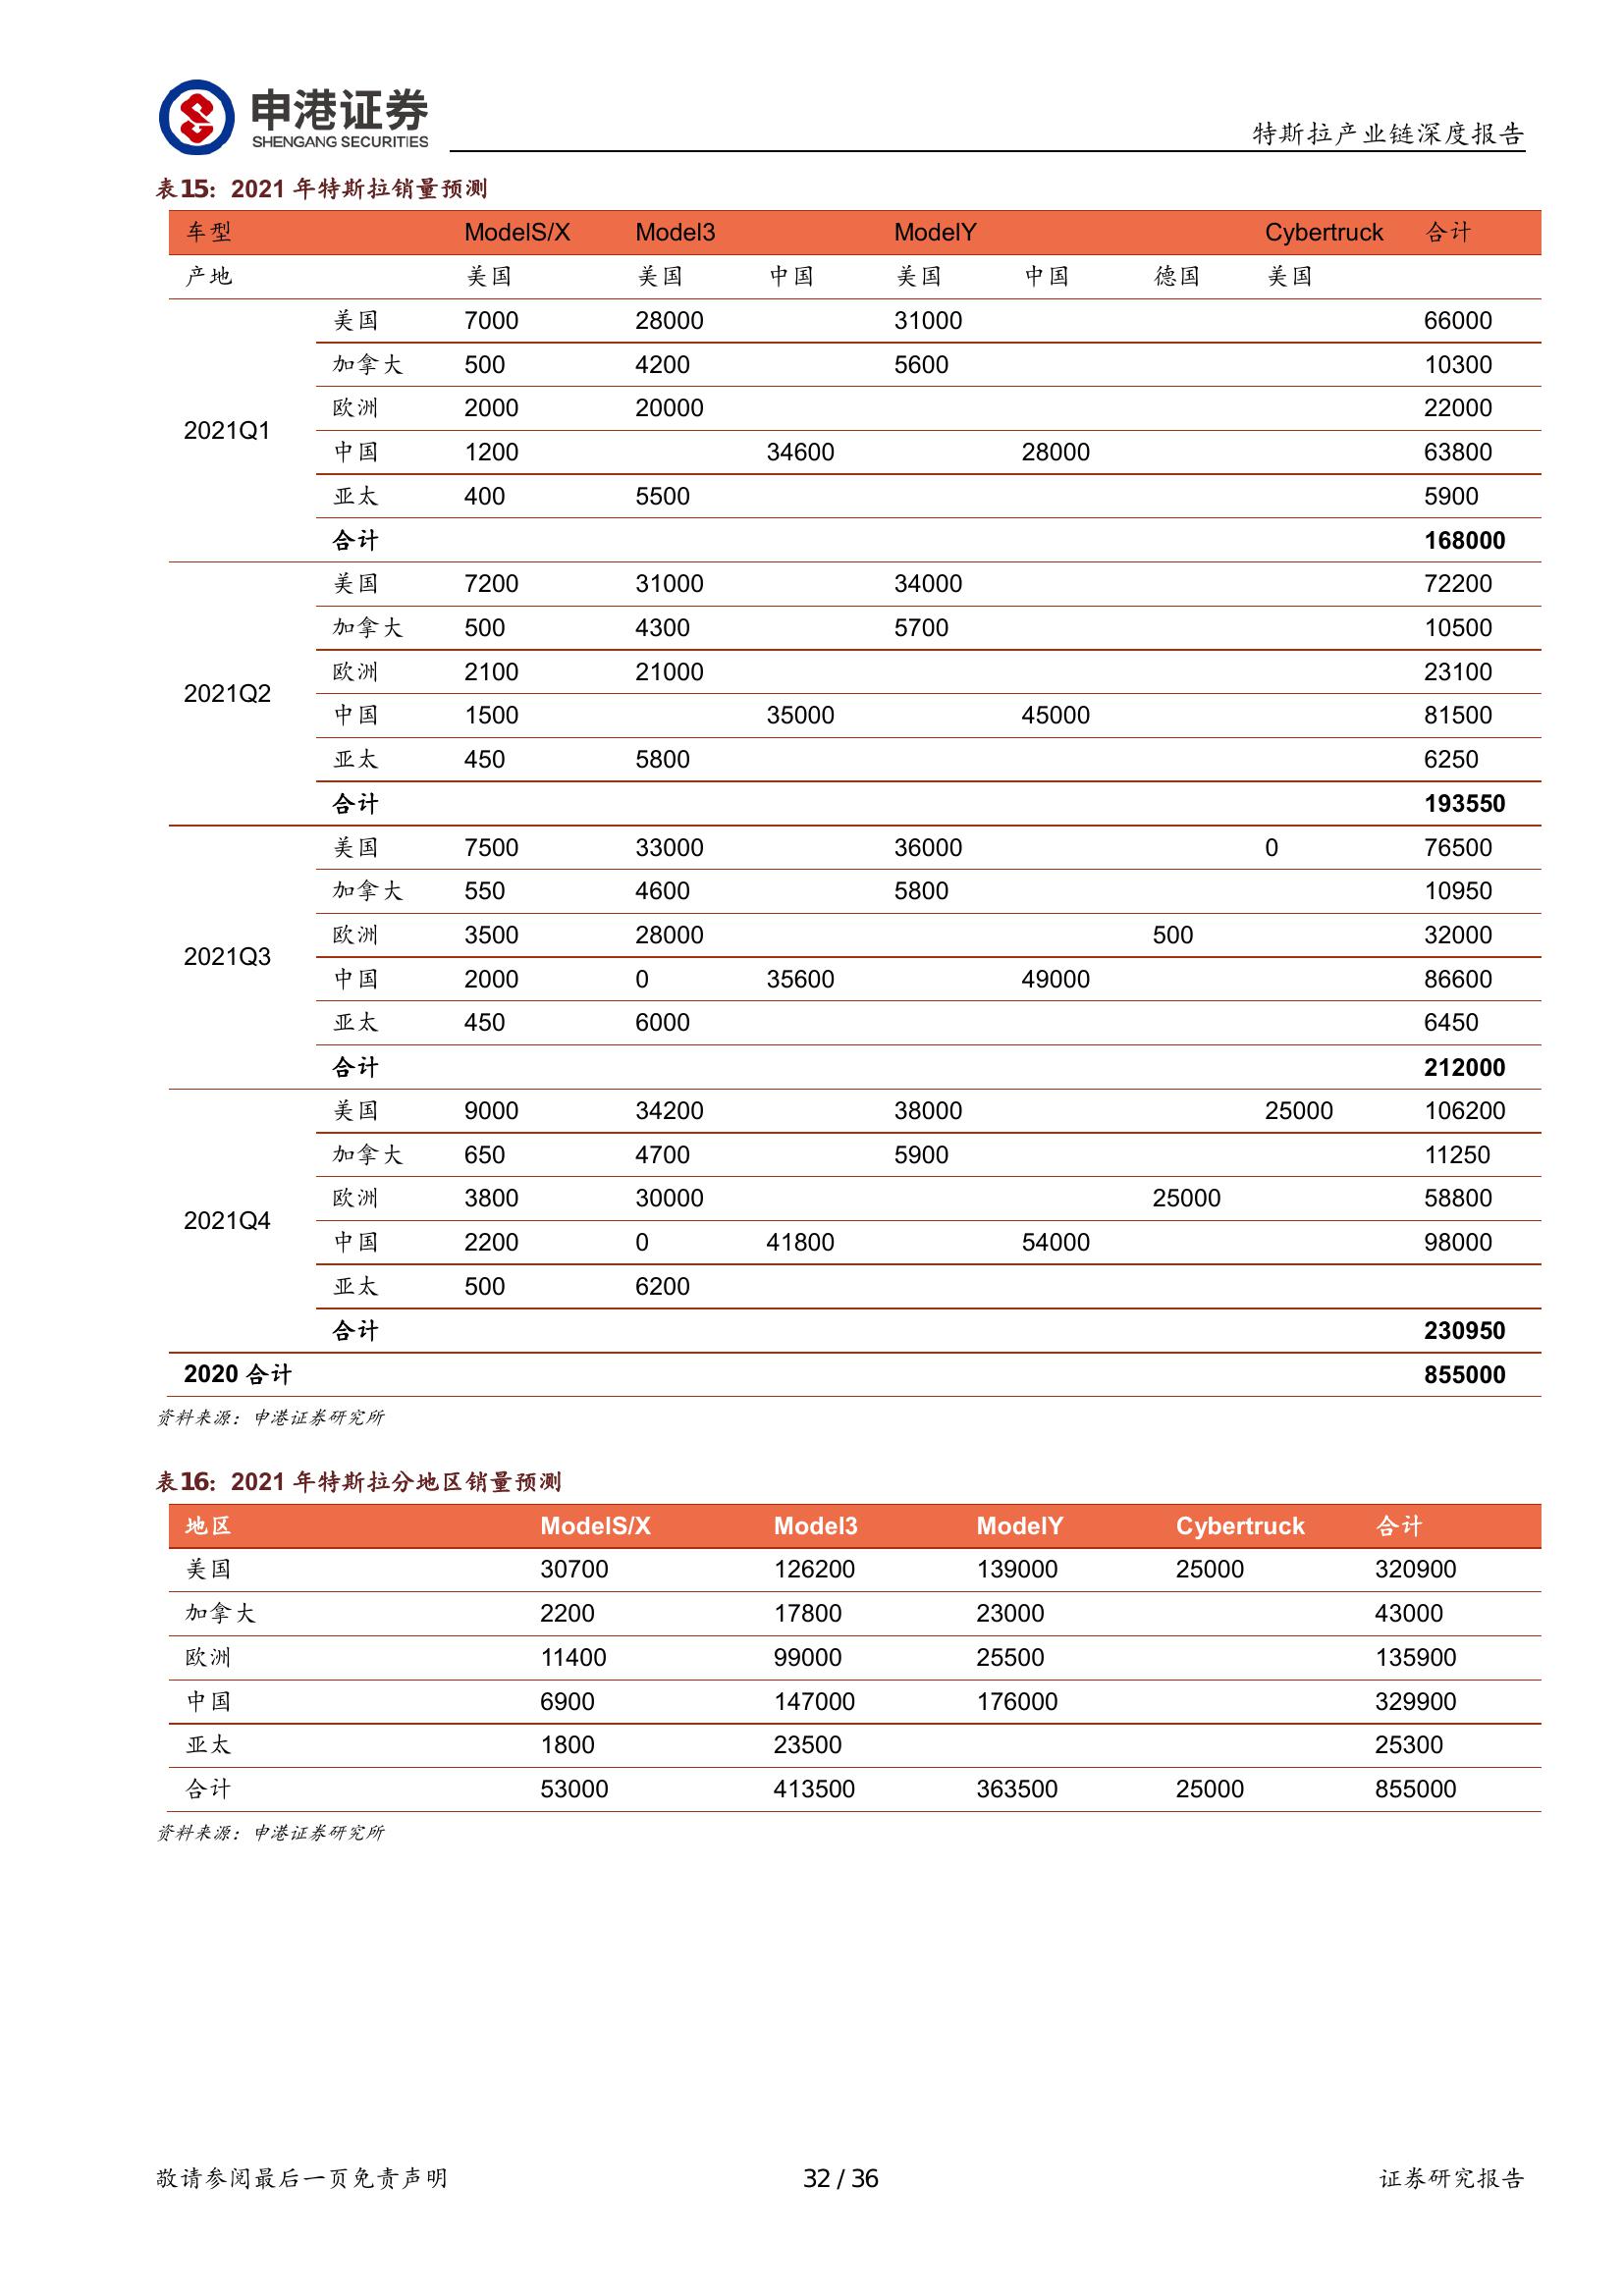 申港证券
SHENGANG SECURITIES
特斯拉产业链深度报告
表15：2021 年特斯拉销量预测
车型 ModelS/X Model3 ModelY Cybertruck 合计
产地 美国 美国 中国 美国 中国 德国 美国
2021Q1
美国 7000 28000 31000 66000
加拿大 500 4200 5600 10300
欧洲 2000 20000 22000
中国 1200 34600 28000 63800
亚太 400 5500 5900
合计 168000
2021Q2
美国 7200 31000 34000 72200
加拿大 500 4300 5700 10500
欧洲 2100 21000 23100
中国 1500 35000 45000 81500
亚太 450 5800 6250
合计 193550
2021Q3
美国 7500 33000 36000 0 76500
加拿大 550 4600 5800 10950
欧洲 3500 28000 500 32000
中国 2000 0 35600 49000 86600
亚太 450 6000 6450
合计 212000
2021Q4
美国 9000 34200 38000 25000 106200
加拿大 650 4700 5900 11250
欧洲 3800 30000 25000 58800
中国 2200 0 41800 54000 98000
亚太 500 6200
合计 230950
2020 合计 855000
资料来源：申港证券研究所
表16：2021 年特斯拉分地区销量预测
地区 ModelS/X Model3 ModelY Cybertruck 合计
美国 30700 126200 139000 25000 320900
加拿大 2200 17800 23000 43000
欧洲 11400 99000 25500 135900
中国 6900 147000 176000 329900
亚太 1800 23500 25300
合计 53000 413500 363500 25000 855000
资料来源：申港证券研究所
敬请参阅最后一页免责声明 32 / 36 证券研究报告